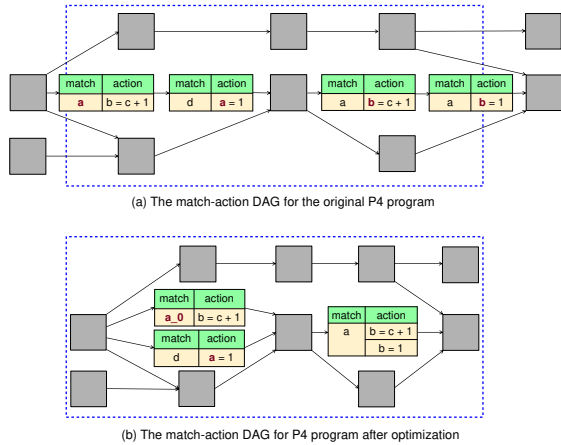 match action match action match action match action
a b = c + 1 d a = 1 a b = c + 1 a b = 1
(a) The match-action DAG for the original P4 program
match action
a_0 b = c + 1
match action
d a = 1
match action
a b = c + 1
b = 1
(b) The match-action DAG for P4 program after optimization